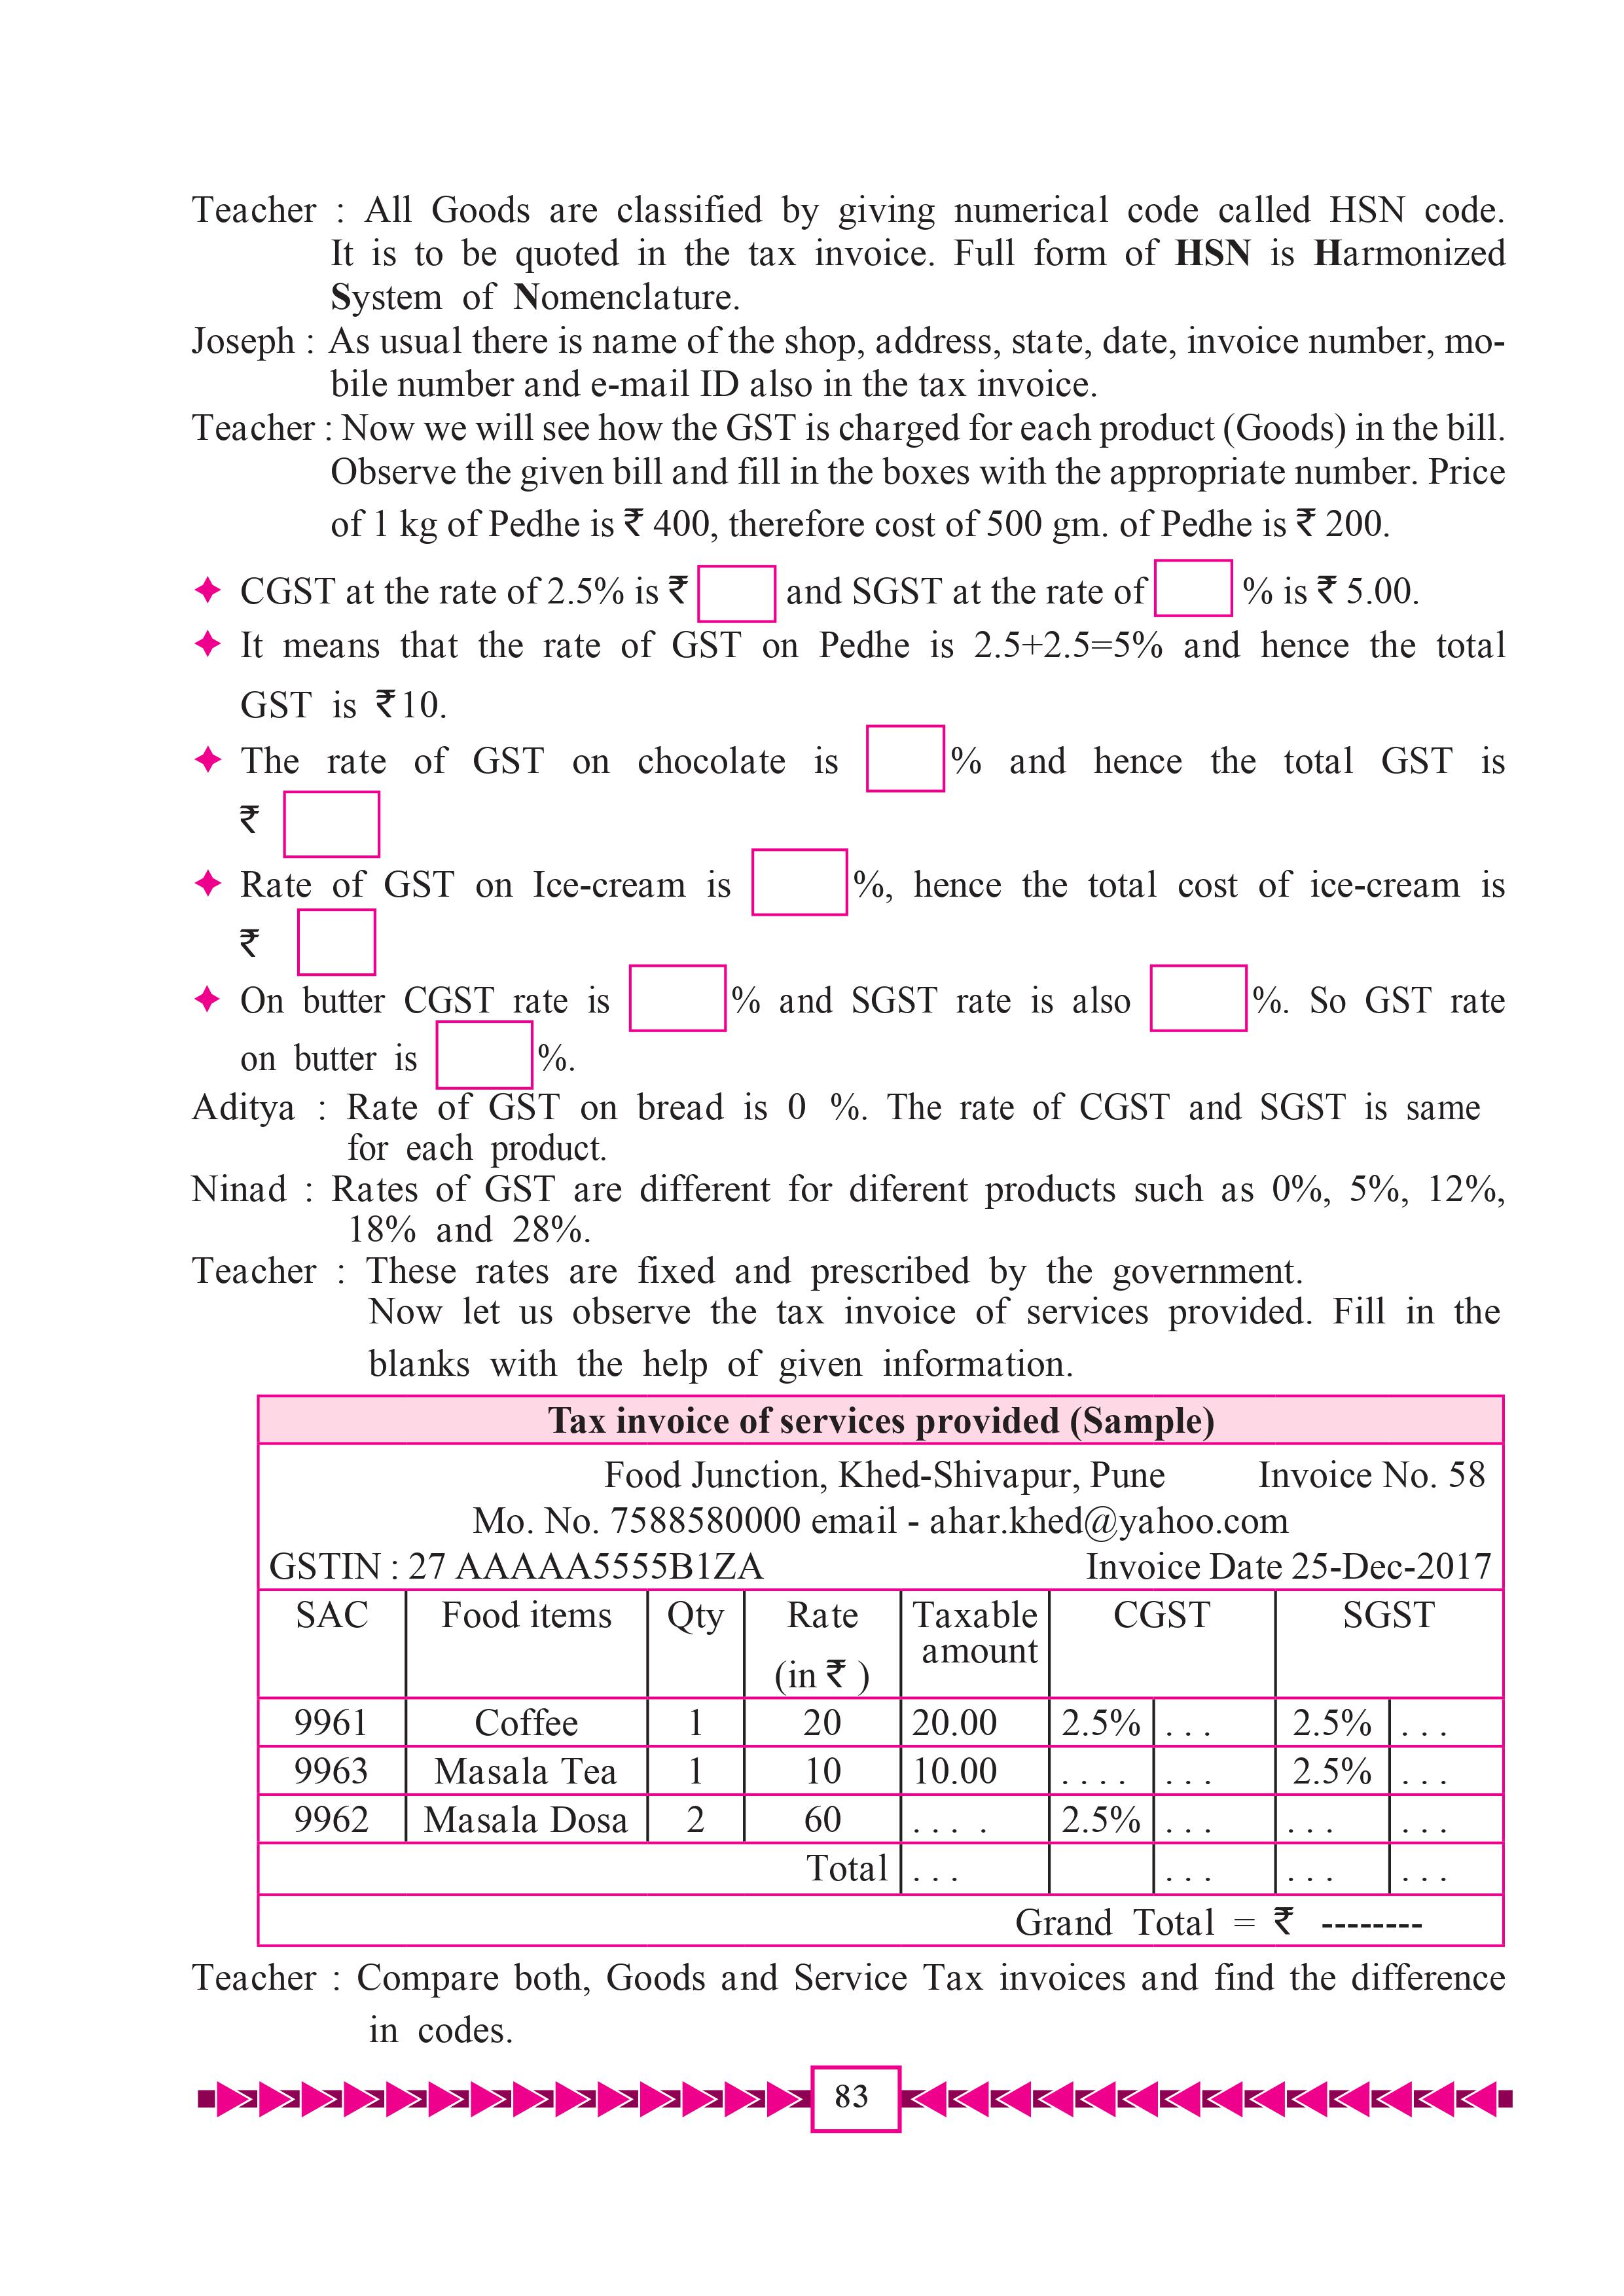 Teacher : All Goods are classified by giving numerical code called HSN code.
It is to be quoted in the tax invoice. Full form of HSN is Harmonized
System of Nomenclature.
Joseph : As usual there is name of the shop, address, state, date, invoice number, mo-
bile number and e-mail ID also in the tax invoice.
Teacher : Now we will see how the GST is charged for each product (Goods) in the bill.
Observe the given bill and fill in the boxes with the appropriate number. Price
of 1 kg of Pedhe is ₹ 400, therefore cost of 500 gm. of Pedhe is ₹ 200.
CGST at the rate of 2.5% is ₹ and SGST at the rate of % is ₹ 5.00.
It means that the rate of GST on Pedhe is 2.5+2.5=5% and hence the total
GST is ₹10.
The rate of GST on chocolate is % and hence the total GST is
₹
Rate of GST on Ice-cream is %, hence the total cost of ice-cream is
₹
On butter CGST rate is % and SGST rate is also %. So GST rate
on butter is %.
Aditya : Rate of GST on bread is 0 %. The rate of CGST and SGST is same
for each product.
Ninad : Rates of GST are different for diferent products such as 0%, 5%, 12%,
18% and 28%.
Teacher : These rates are fixed and prescribed by the government.
Now let us observe the tax invoice of services provided. Fill in the
blanks with the help of given information.
Tax invoice of services provided (Sample)
Food Junction, Khed-Shivapur, Pune Invoice No. 58
Mo. No. 7588580000 email - ahar.khed@yahoo.com
GSTIN : 27 AAAAA5555B1ZA Invoice Date 25-Dec-2017
SAC Food items Qty Rate Taxable CGST SGST
amount
(in ₹ )
9961 Coffee 1 20 20.00 2.5% . . . 2.5% . . .
9963 Masala Tea 1 10 10.00 . . . . . . . 2.5% . . .
9962 Masala Dosa 2 60 . . . . 2.5% . . . . . . . . .
Total . . . . . . . . . . . .
Grand Total = ₹ --------
Teacher : Compare both, Goods and Service Tax invoices and find the difference
in codes.
83